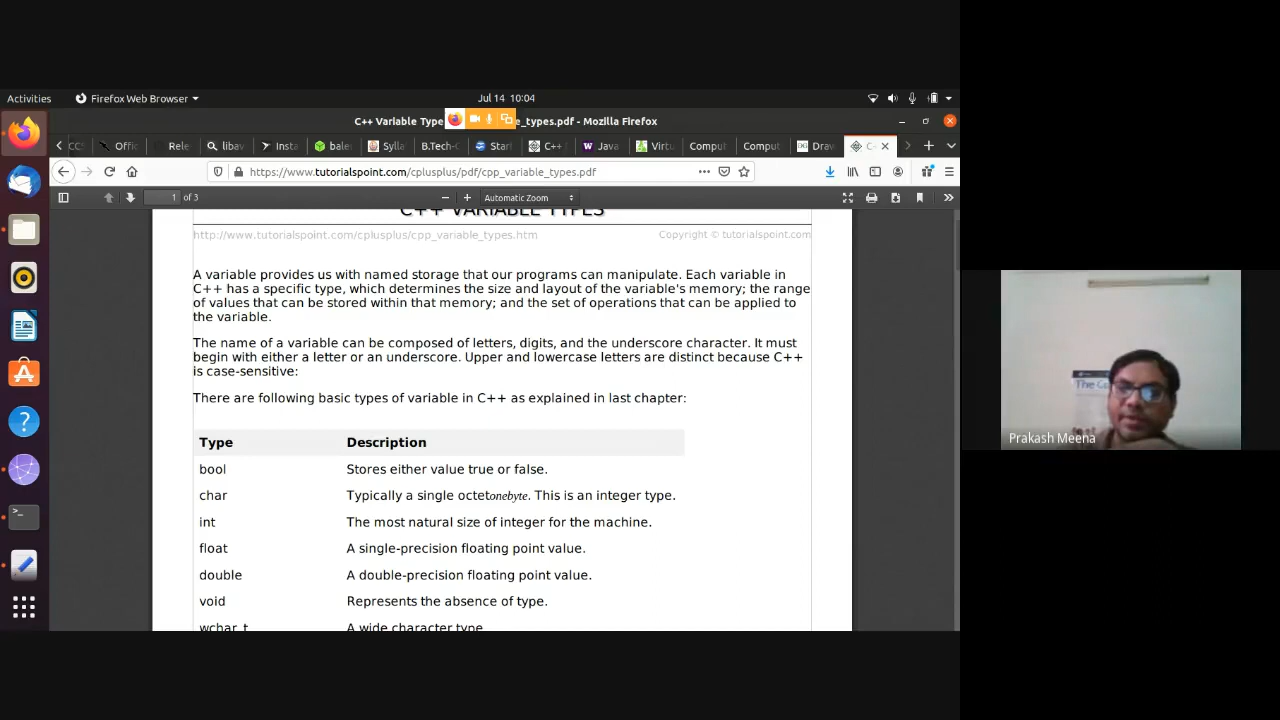 Activities
Firefox Web Browser
Jul 14 10:04
C++ Variable Type
e_types.pdf - Mozilla Firefox
CCS
Offic
Rele
libav
Insta
bale
Sylla
B.Tech-C
Start
C++
Java
Virtu
Comput
Comput
Drav
C-
https://www.tutorialspoint.com/cplusplus/pdf/cpp_variable_types.pdf
1 of 3
Automatic Zoom
C++ VARIABLE TYPES
http://www.tutorialspoint.com/cplusplus/cpp_variable_types.htm
Copyright © tutorialspoint.com
A variable provides us with named storage that our programs can manipulate. Each variable in
C++ has a specific type, which determines the size and layout of the variable's memory; the range
of values that can be stored within that memory; and the set of operations that can be applied to
the variable.
The name of a variable can be composed of letters, digits, and the underscore character. It must
begin with either a letter or an underscore. Upper and lowercase letters are distinct because C++
is case-sensitive:
There are following basic types of variable in C++ as explained in last chapter:
Type Description
bool Stores either value true or false.
char Typically a single octetonebyte. This is an integer type.
int The most natural size of integer for the machine.
float A single-precision floating point value.
double A double-precision floating point value.
void Represents the absence of type.
wchar_t A wide character type
The
Prakash Meena